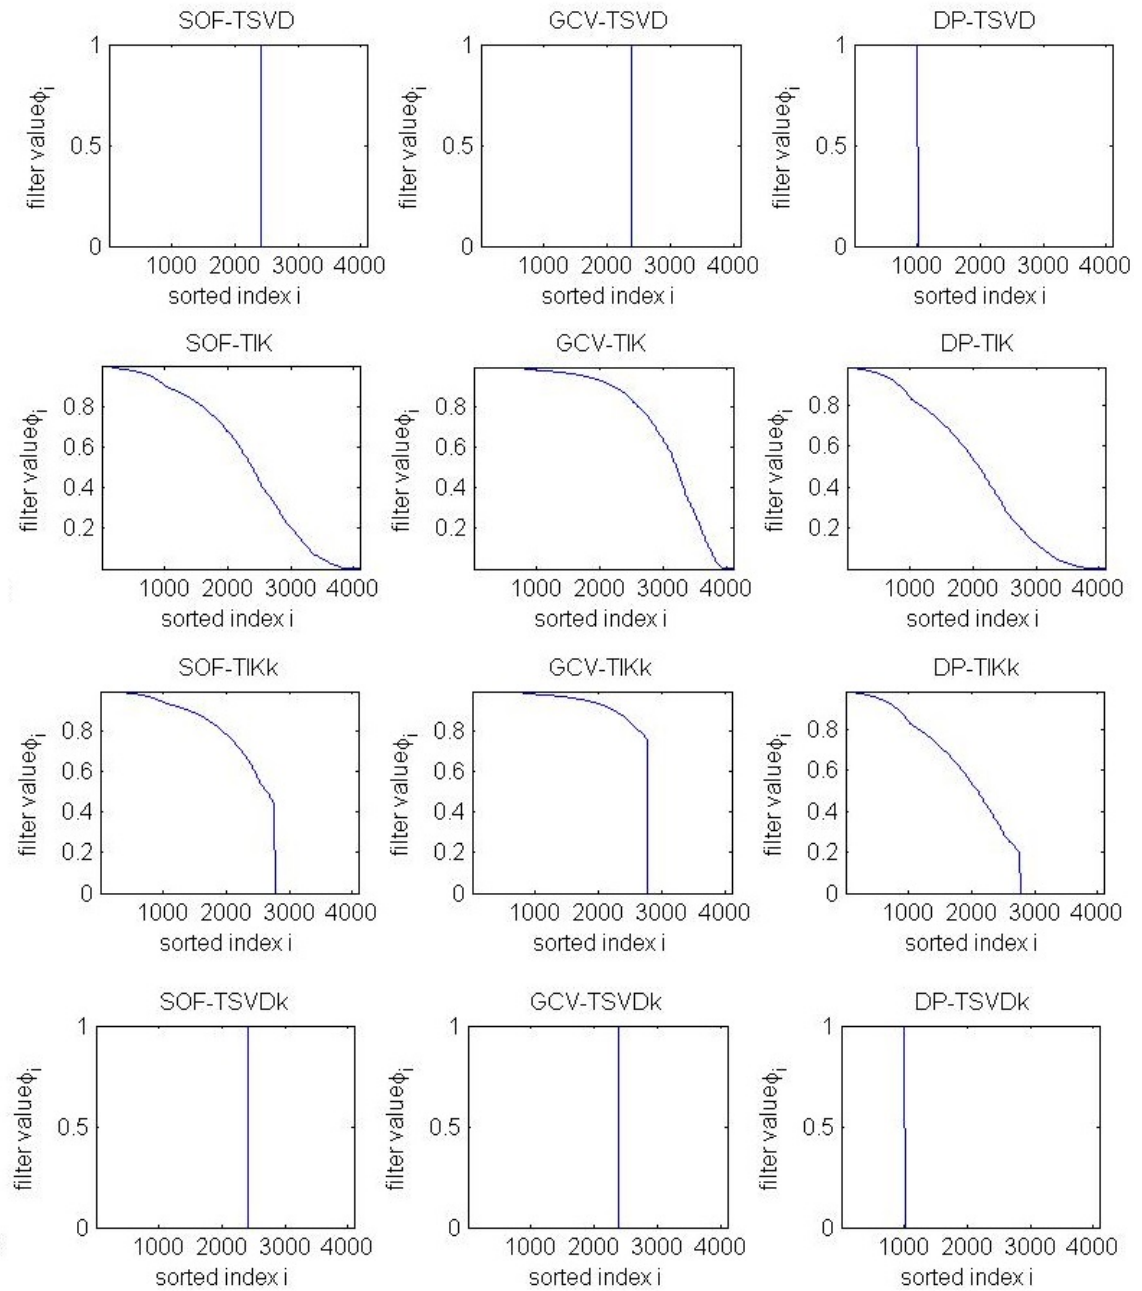 SOF-TSVD GCV-TSVD DP-TSVD
1 1 1
filter valueϕi filter valueϕi filter valueϕi
0.5 0.5 0.5
0 0 0
1000 2000 3000 4000 1000 2000 3000 4000 1000 2000 3000 4000
sorted index i sorted index i sorted index i
SOF-TIK GCV-TIK DP-TIK
filter valueϕi filter valueϕi filter valueϕi
0.8 0.8 0.8
0.6 0.6 0.6
0.4 0.4 0.4
0.2 0.2 0.2
1000 2000 3000 4000 1000 2000 3000 4000 1000 2000 3000 4000
sorted index i sorted index i sorted index i
SOF-TIKk GCV-TIKk DP-TIKk
filter valueϕi filter valueϕi filter valueϕi
0.8 0.8 0.8
0.6 0.6 0.6
0.4 0.4 0.4
0.2 0.2 0.2
0 0 0
1000 2000 3000 4000 1000 2000 3000 4000 1000 2000 3000 4000
sorted index i sorted index i sorted index i
SOF-TSVDk GCV-TSVDk DP-TSVDk
1 1 1
filter valueϕi filter valueϕi filter valueϕi
0.5 0.5 0.5
0 0 0
1000 2000 3000 4000 1000 2000 3000 4000 1000 2000 3000 4000
sorted index i sorted index i sorted index i